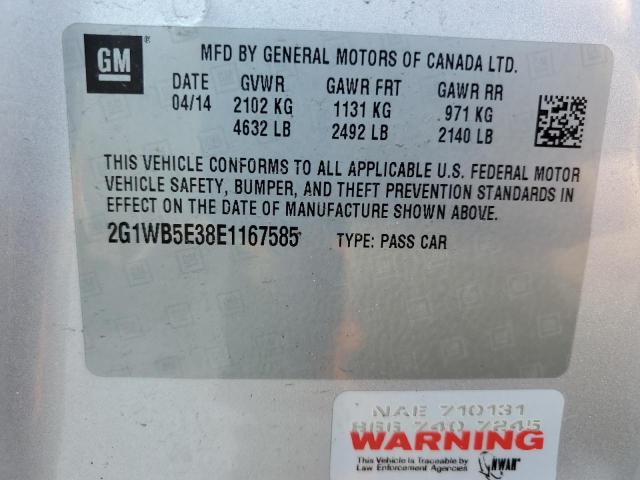 GM
MFD BY GENERAL MOTORS OF CANADA LTD.
DATE GVWR GAWR FRT GAWR RR
04/14 2102 KG 1131 KG 971 KG
4632 LB 2492 LB 2140 LB
THIS VEHICLE CONFORMS TO ALL APPLICABLE U.S. FEDERAL MOTOR
VEHICLE SAFETY, BUMPER, AND THEFT PREVENTION STANDARDS IN
EFFECT ON THE DATE OF MANUFACTURE SHOWN ABOVE.
2G1WB5E38E1167585 TYPE: PASS CAR
NAE 710131
866 740 7245
WARNING
This Vehicle is Traceable by
Law Enforcement Agencies